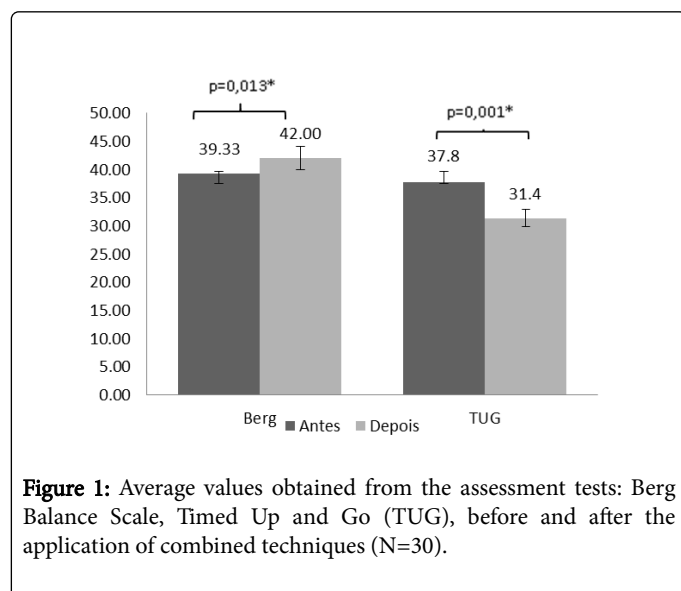 p=0,013*
p=0,001*
50.00
45.00
40.00
35.00
30.00
25.00
20.00
15.00
10.00
5.00
0.00
39.33
42.00
37.8
31.4
Berg
TUG
Antes
Depois
Figure 1: Average values obtained from the assessment tests: Berg
Balance Scale, Timed Up and Go (TUG), before and after the
application of combined techniques (N=30).